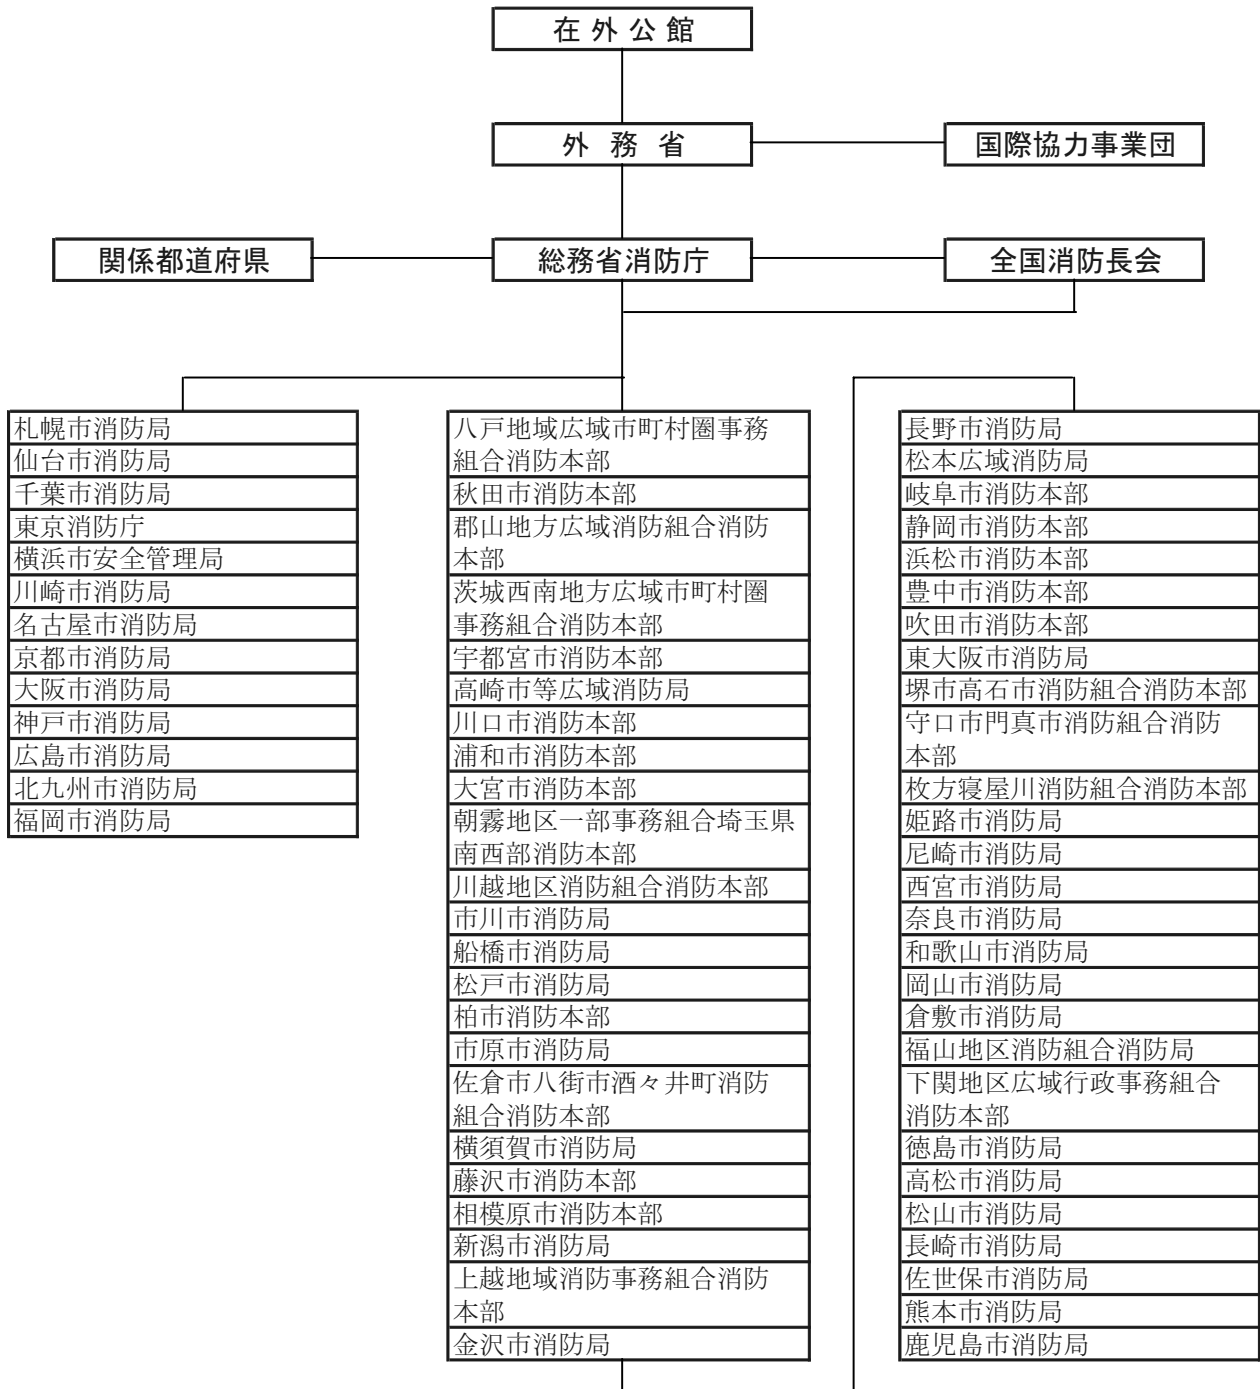 在外公館
外務省
国際協力事業団
関係都道府県
総務省消防庁
全国消防長会
札幌市消防局
仙台市消防局
千葉市消防局
東京消防庁
横浜市安全管理局
川崎市消防局
名古屋市消防局
京都市消防局
大阪市消防局
神戸市消防局
広島市消防局
北九州市消防局
福岡市消防局
八戸地域広域市町村圏事務
組合消防本部
秋田市消防本部
郡山地方広域消防組合消防
本部
茨城西南地方広域市町村圏
事務組合消防本部
宇都宮市消防本部
高崎市等広域消防局
川口市消防本部
浦和市消防本部
大宮市消防本部
朝霧地区一部事務組合埼玉県
南西部消防本部
川越地区消防組合消防本部
市川市消防局
船橋市消防局
松戸市消防局
柏市消防本部
市原市消防局
佐倉市八街市酒々井町消防
組合消防本部
横須賀市消防局
藤沢市消防本部
相模原市消防本部
新潟市消防局
上越地域消防事務組合消防
本部
金沢市消防局
長野市消防局
松本広域消防局
岐阜市消防本部
静岡市消防本部
浜松市消防本部
豊中市消防本部
吹田市消防本部
東大阪市消防局
堺市高石市消防組合消防本部
守口市門真市消防組合消防
本部
枚方寝屋川消防組合消防本部
姫路市消防局
尼崎市消防局
西宮市消防局
奈良市消防局
和歌山市消防局
岡山市消防局
倉敷市消防局
福山地区消防組合消防局
下関地区広域行政事務組合
消防本部
徳島市消防局
高松市消防局
松山市消防局
長崎市消防局
佐世保市消防局
熊本市消防局
鹿児島市消防局